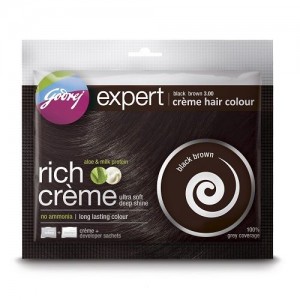 Godrej
expert
black brown 3.00
crème hair colour
aloe & milk protein
rich
crème
ultra soft
deep shine
no ammonia | long lasting colour
crème +
developer sachets
black brown
100%
grey coverage